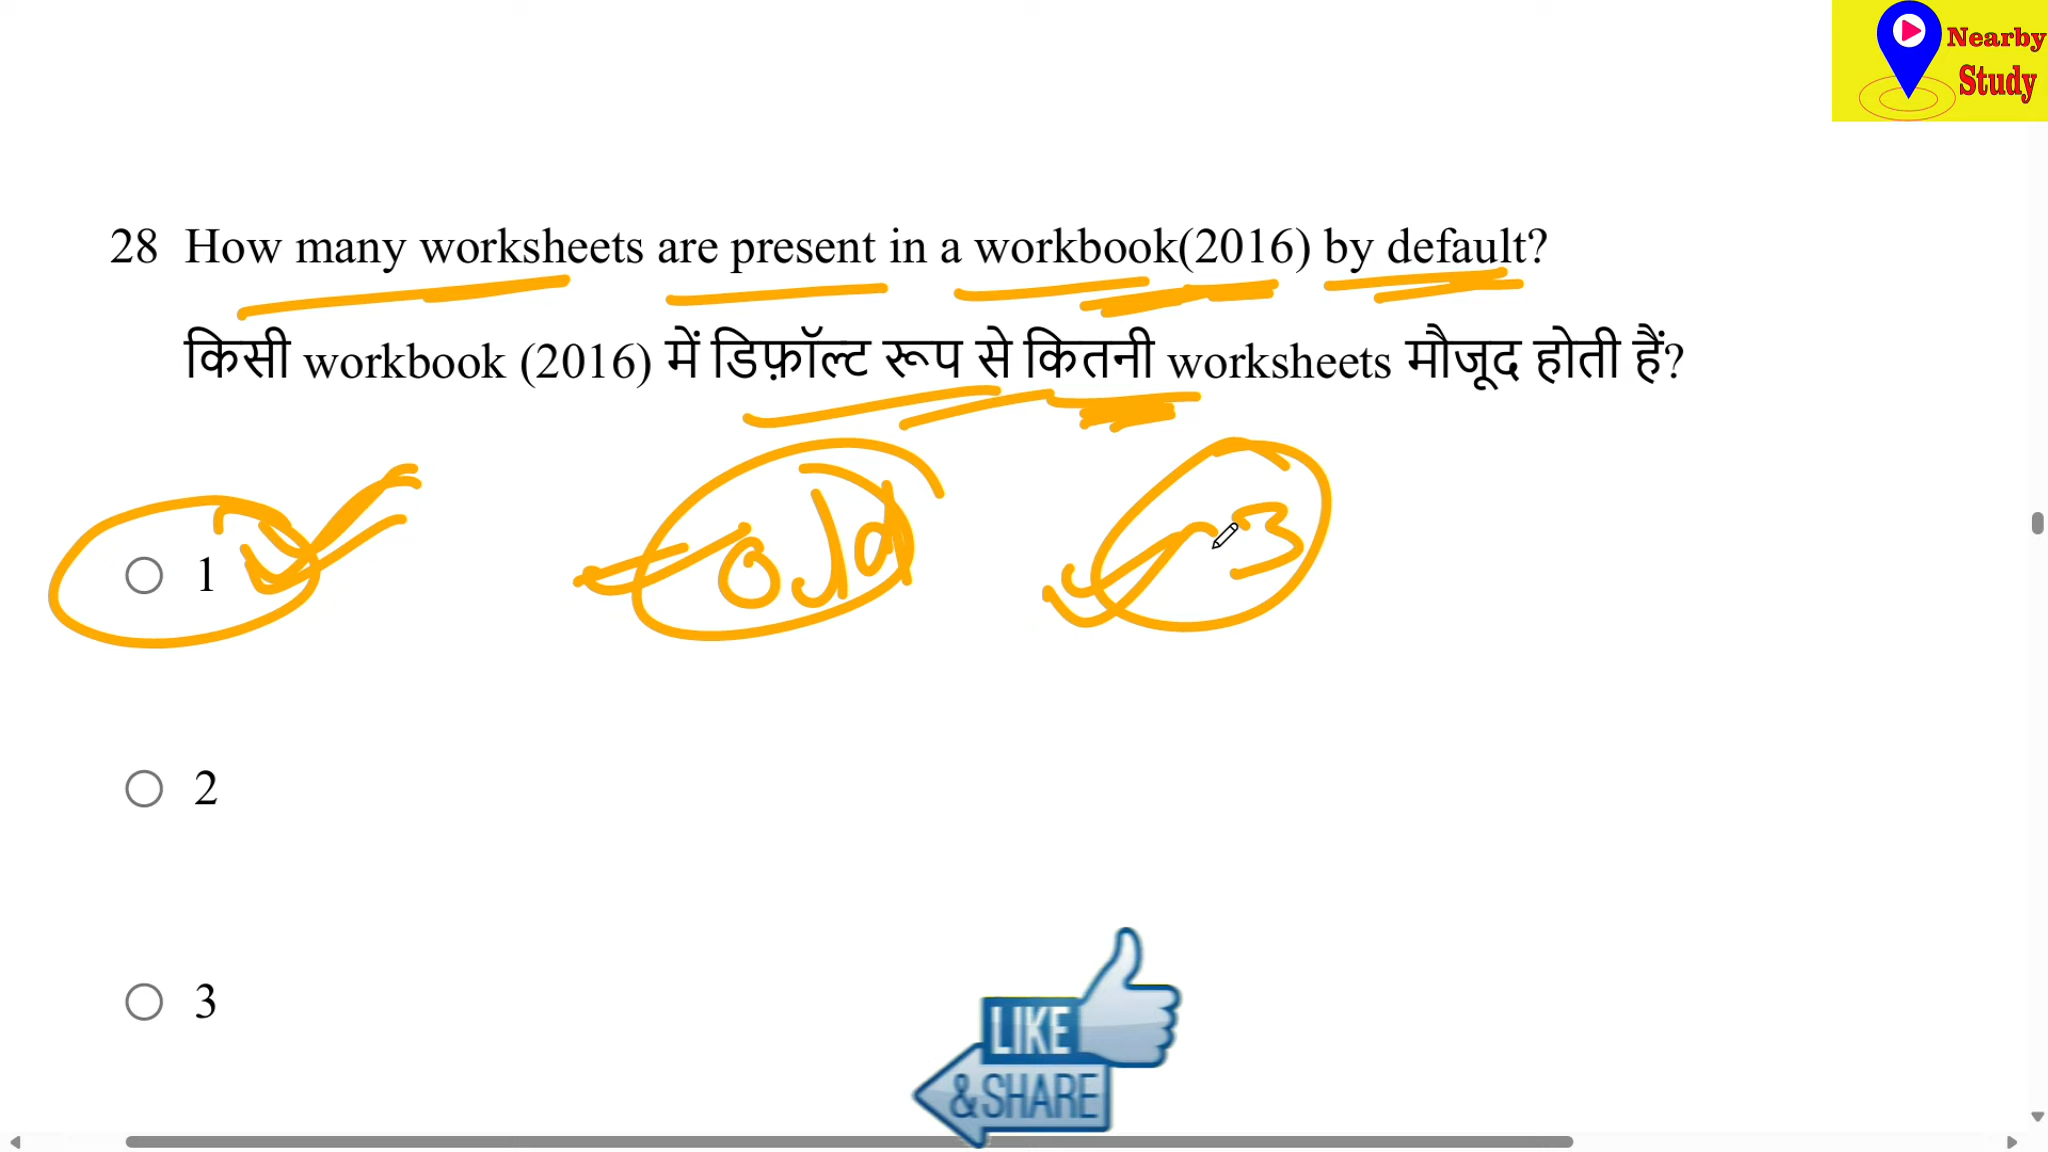 Nearby
Study
28 How many worksheets are present in a workbook(2016) by default?
किसी workbook (2016) में डिफ़ॉल्ट रूप से कितनी worksheets मौजूद होती हैं?
1
old
3
2
3
LIKE
&SHARE